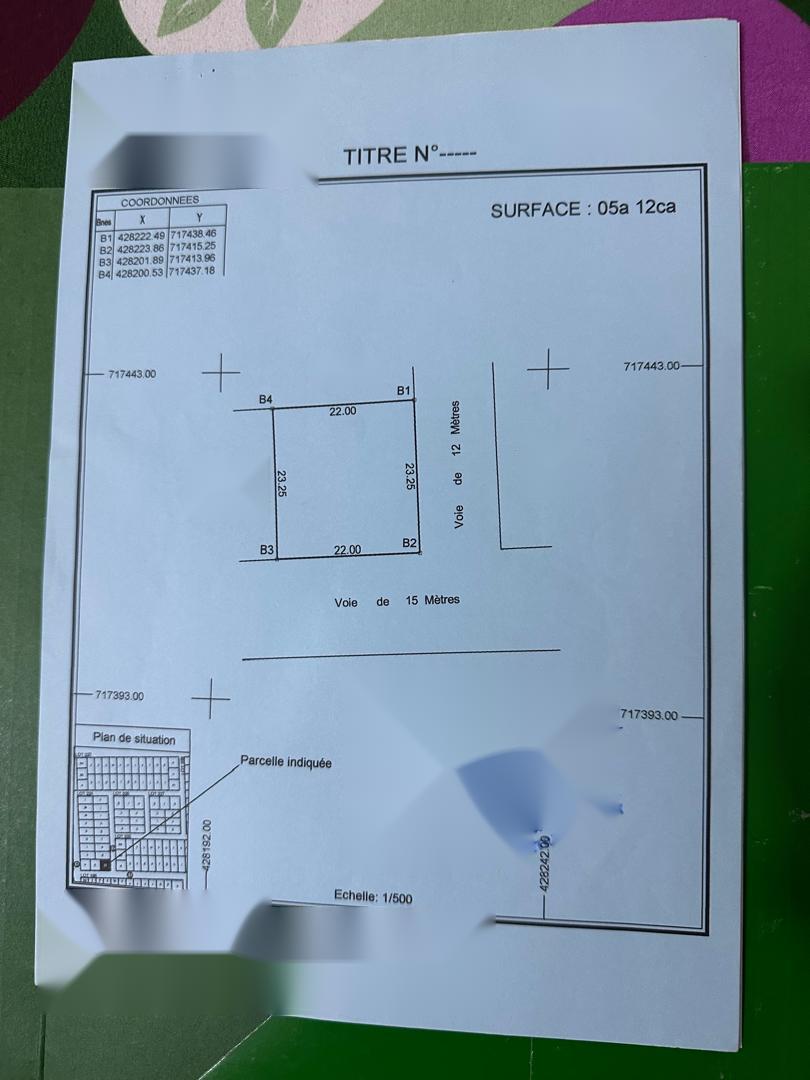 TITRE N°-----
COORDONNEES
SURFACE : 05a 12ca
Bnes X Y
B1 428222.49 717438.46
B2 428223.86 717415.25
B3 428201.89 717413.96
B4 428200.53 717437.18
717443.00
717443.00
B4
B1
22.00
23.25
23.25
Voie de 12 Mètres
B3
22.00
B2
Voie de 15 Mètres
717393.00
717393.00
Plan de situation
Parcelle indiquée
428192.00
428242.00
Echelle: 1/500